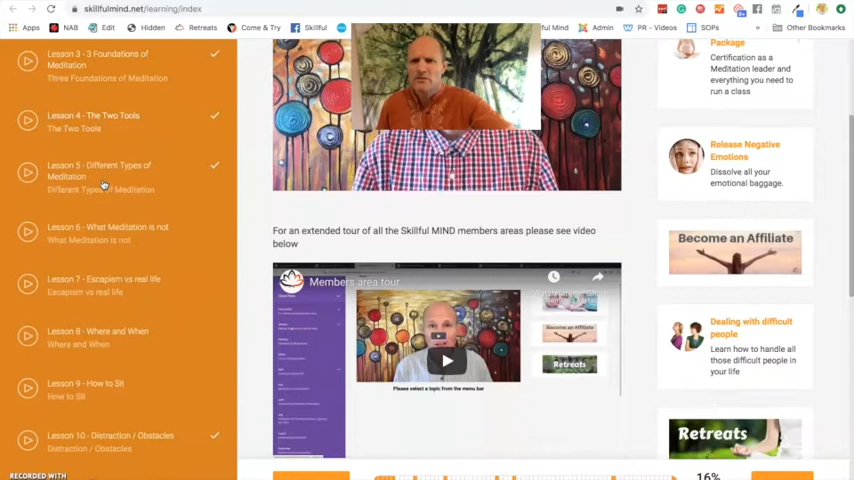 skillfulmind.net/learning/index
Apps
NAB
Edit
Hidden
Retreats
Come & Try
Skillful
ful Mind
Admin
PR - Videos
SOPs
»
Other Bookmarks
Lesson 3 - 3 Foundations of
Meditation
Three Foundations of Meditation
Lesson 4 - The Two Tools
The Two Tools
Lesson 5 - Different Types of
Meditation
Different Types of Meditation
Lesson 6 - What Meditation is not
What Meditation is not
Lesson 7 - Escapism vs real life
Escapism vs real life
Lesson 8 - Where and When
Where and When
Lesson 9 - How to Sit
How to Sit
Lesson 10 - Distraction / Obstacles
Distraction / Obstacles
RECORDED WITH
For an extended tour of all the Skillful MIND members areas please see video
below
Members area tour
Become an Affiliate
Retreats
Please select a topic from the menu bar
16%
Package
Certification as a
Meditation leader and
everything you need to
run a class
Release Negative
Emotions
Dissolve all your
emotional baggage.
Become an Affiliate
Dealing with difficult
people
Learn how to handle all
those difficult people in
your life
Retreats